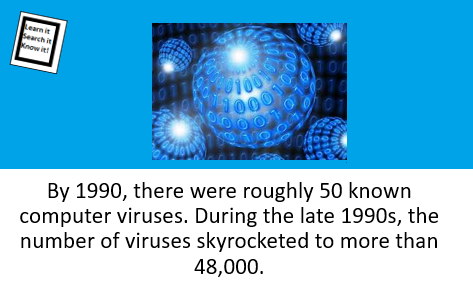 Learn it
Search it
Know it!
By 1990, there were roughly 50 known
computer viruses. During the late 1990s, the
number of viruses skyrocketed to more than
48,000.